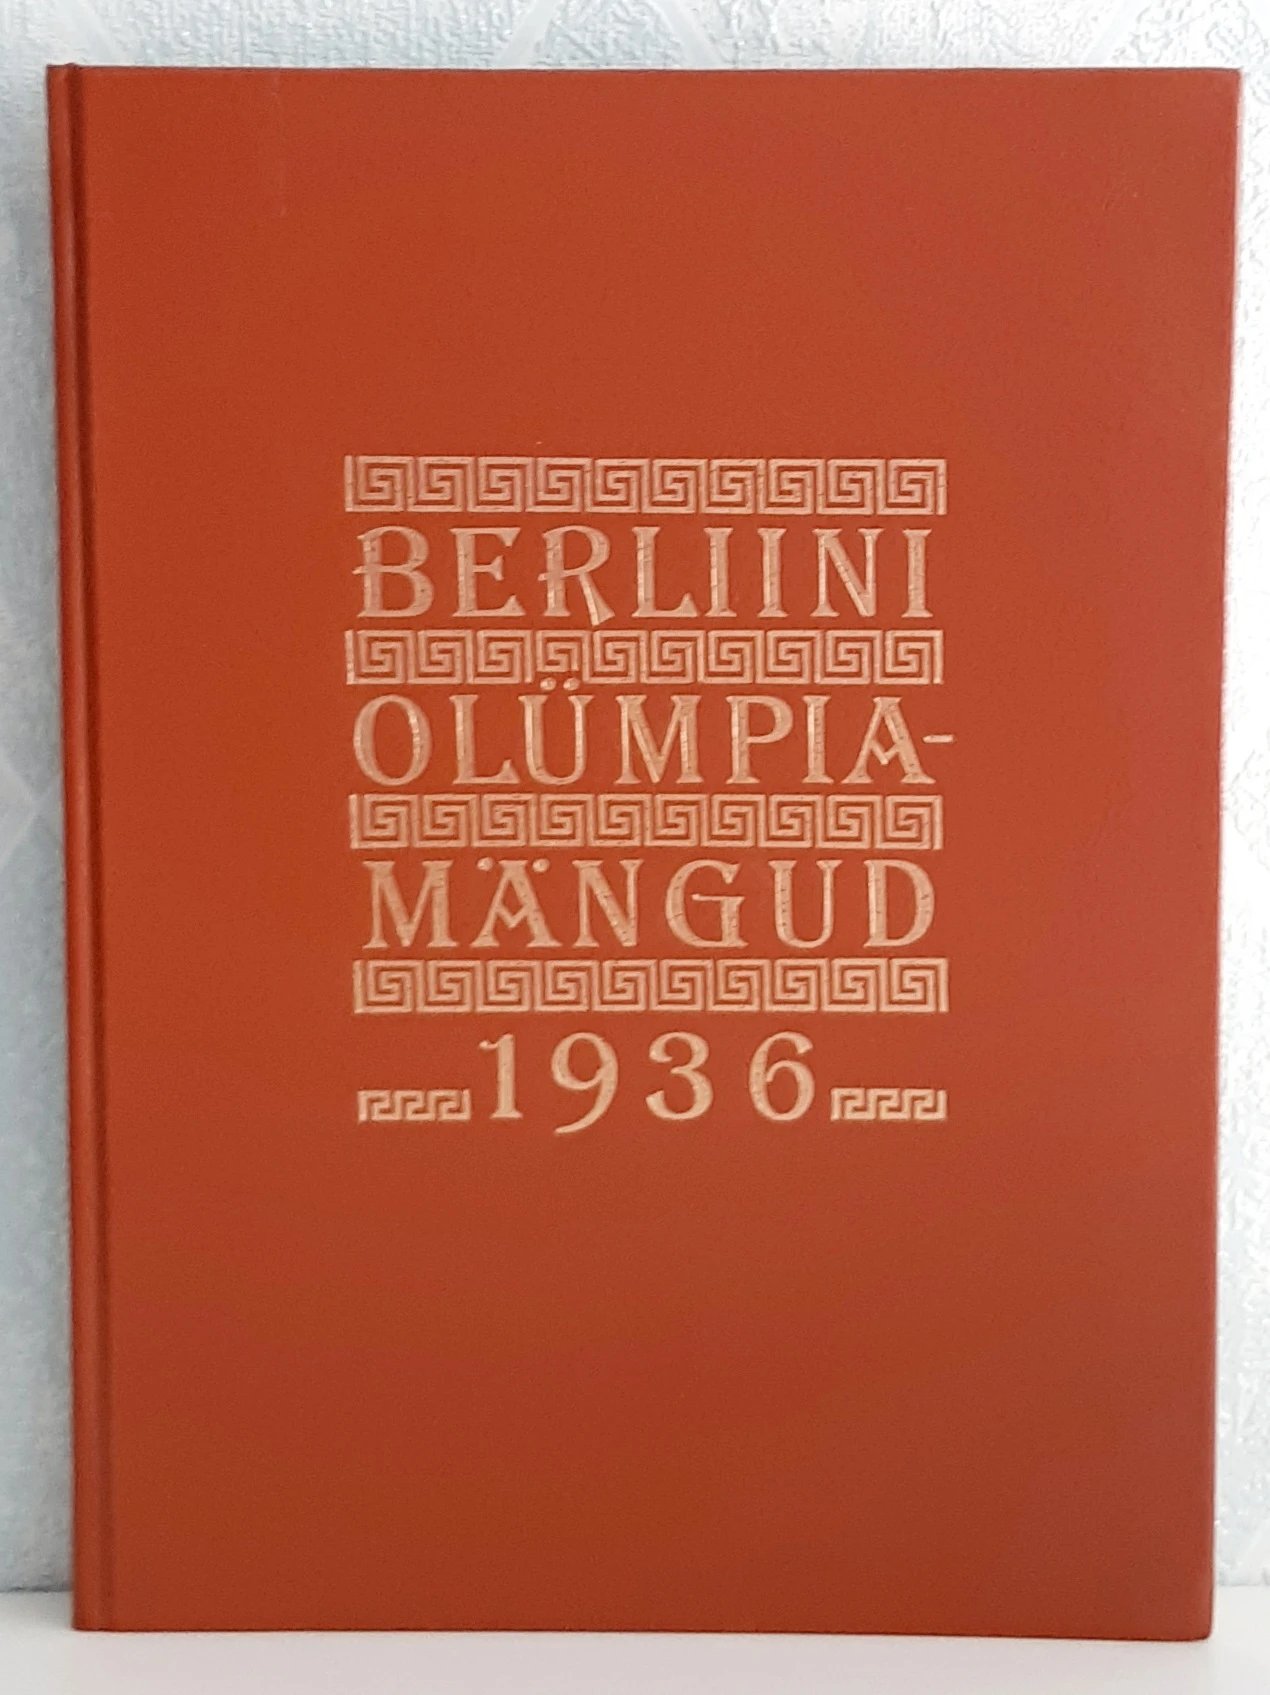 BERLIINI
OLÜMPIA-
MÄNGUD
1936